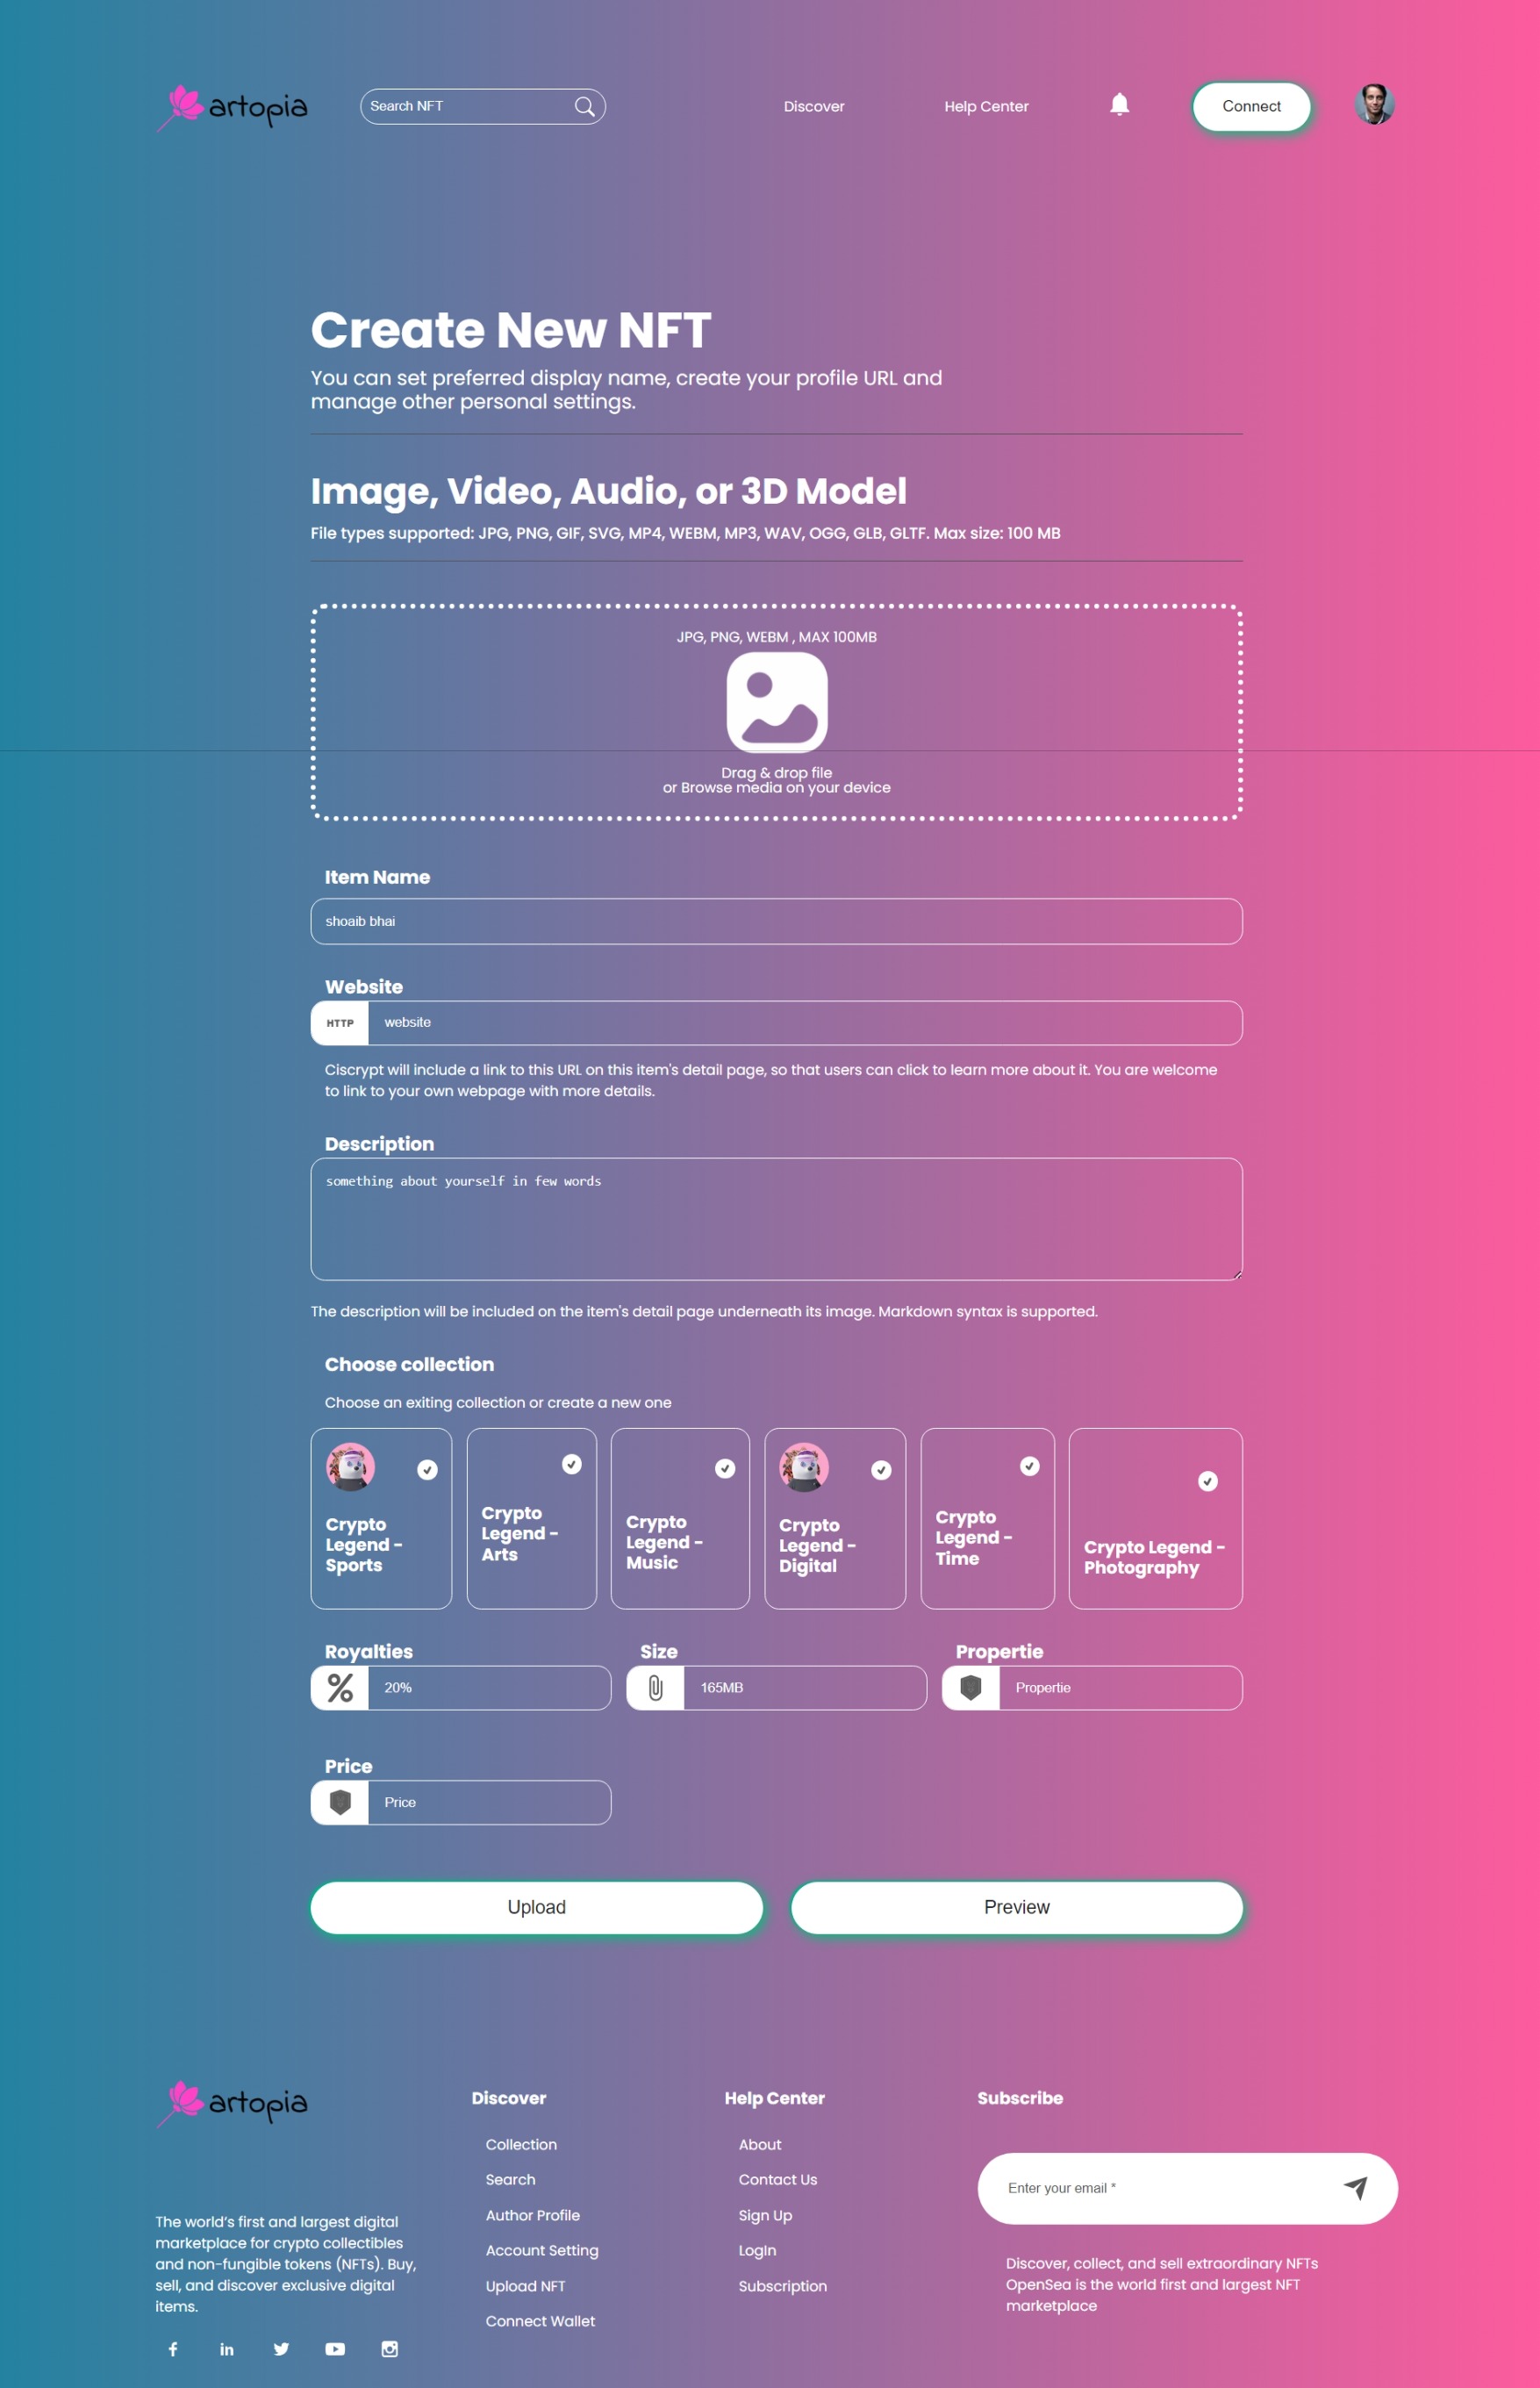 artopia
Search NFT
Discover
Help Center
Connect
Create New NFT
You can set preferred display name, create your profile URL and
manage other personal settings.
Image, Video, Audio, or 3D Model
File types supported: JPG, PNG, GIF, SVG, MP4, WEBM, MP3, WAV, OGG, GLB, GLTF. Max size: 100 MB
JPG, PNG, WEBM , MAX 100MB
Drag & drop file
or Browse media on your device
Item Name
shoaib bhai
Website
HTTP
website
Ciscrypt will include a link to this URL on this item's detail page, so that users can click to learn more about it. You are welcome
to link to your own webpage with more details.
Description
something about yourself in few words
The description will be included on the item's detail page underneath its image. Markdown syntax is supported.
Choose collection
Choose an exiting collection or create a new one
Crypto
Legend -
Sports
Crypto
Legend -
Arts
Crypto
Legend -
Music
Crypto
Legend -
Digital
Crypto
Legend -
Time
Crypto Legend -
Photography
Royalties
20%
Size
165MB
Propertie
Propertie
Price
Price
Upload
Preview
artopia
The world's first and largest digital
marketplace for crypto collectibles
and non-fungible tokens (NFTs). Buy,
sell, and discover exclusive digital
items.
Discover
Collection
Search
Author Profile
Account Setting
Upload NFT
Connect Wallet
Help Center
About
Contact Us
Sign Up
LogIn
Subscription
Subscribe
Enter your email *
Discover, collect, and sell extraordinary NFTs
OpenSea is the world first and largest NFT
marketplace